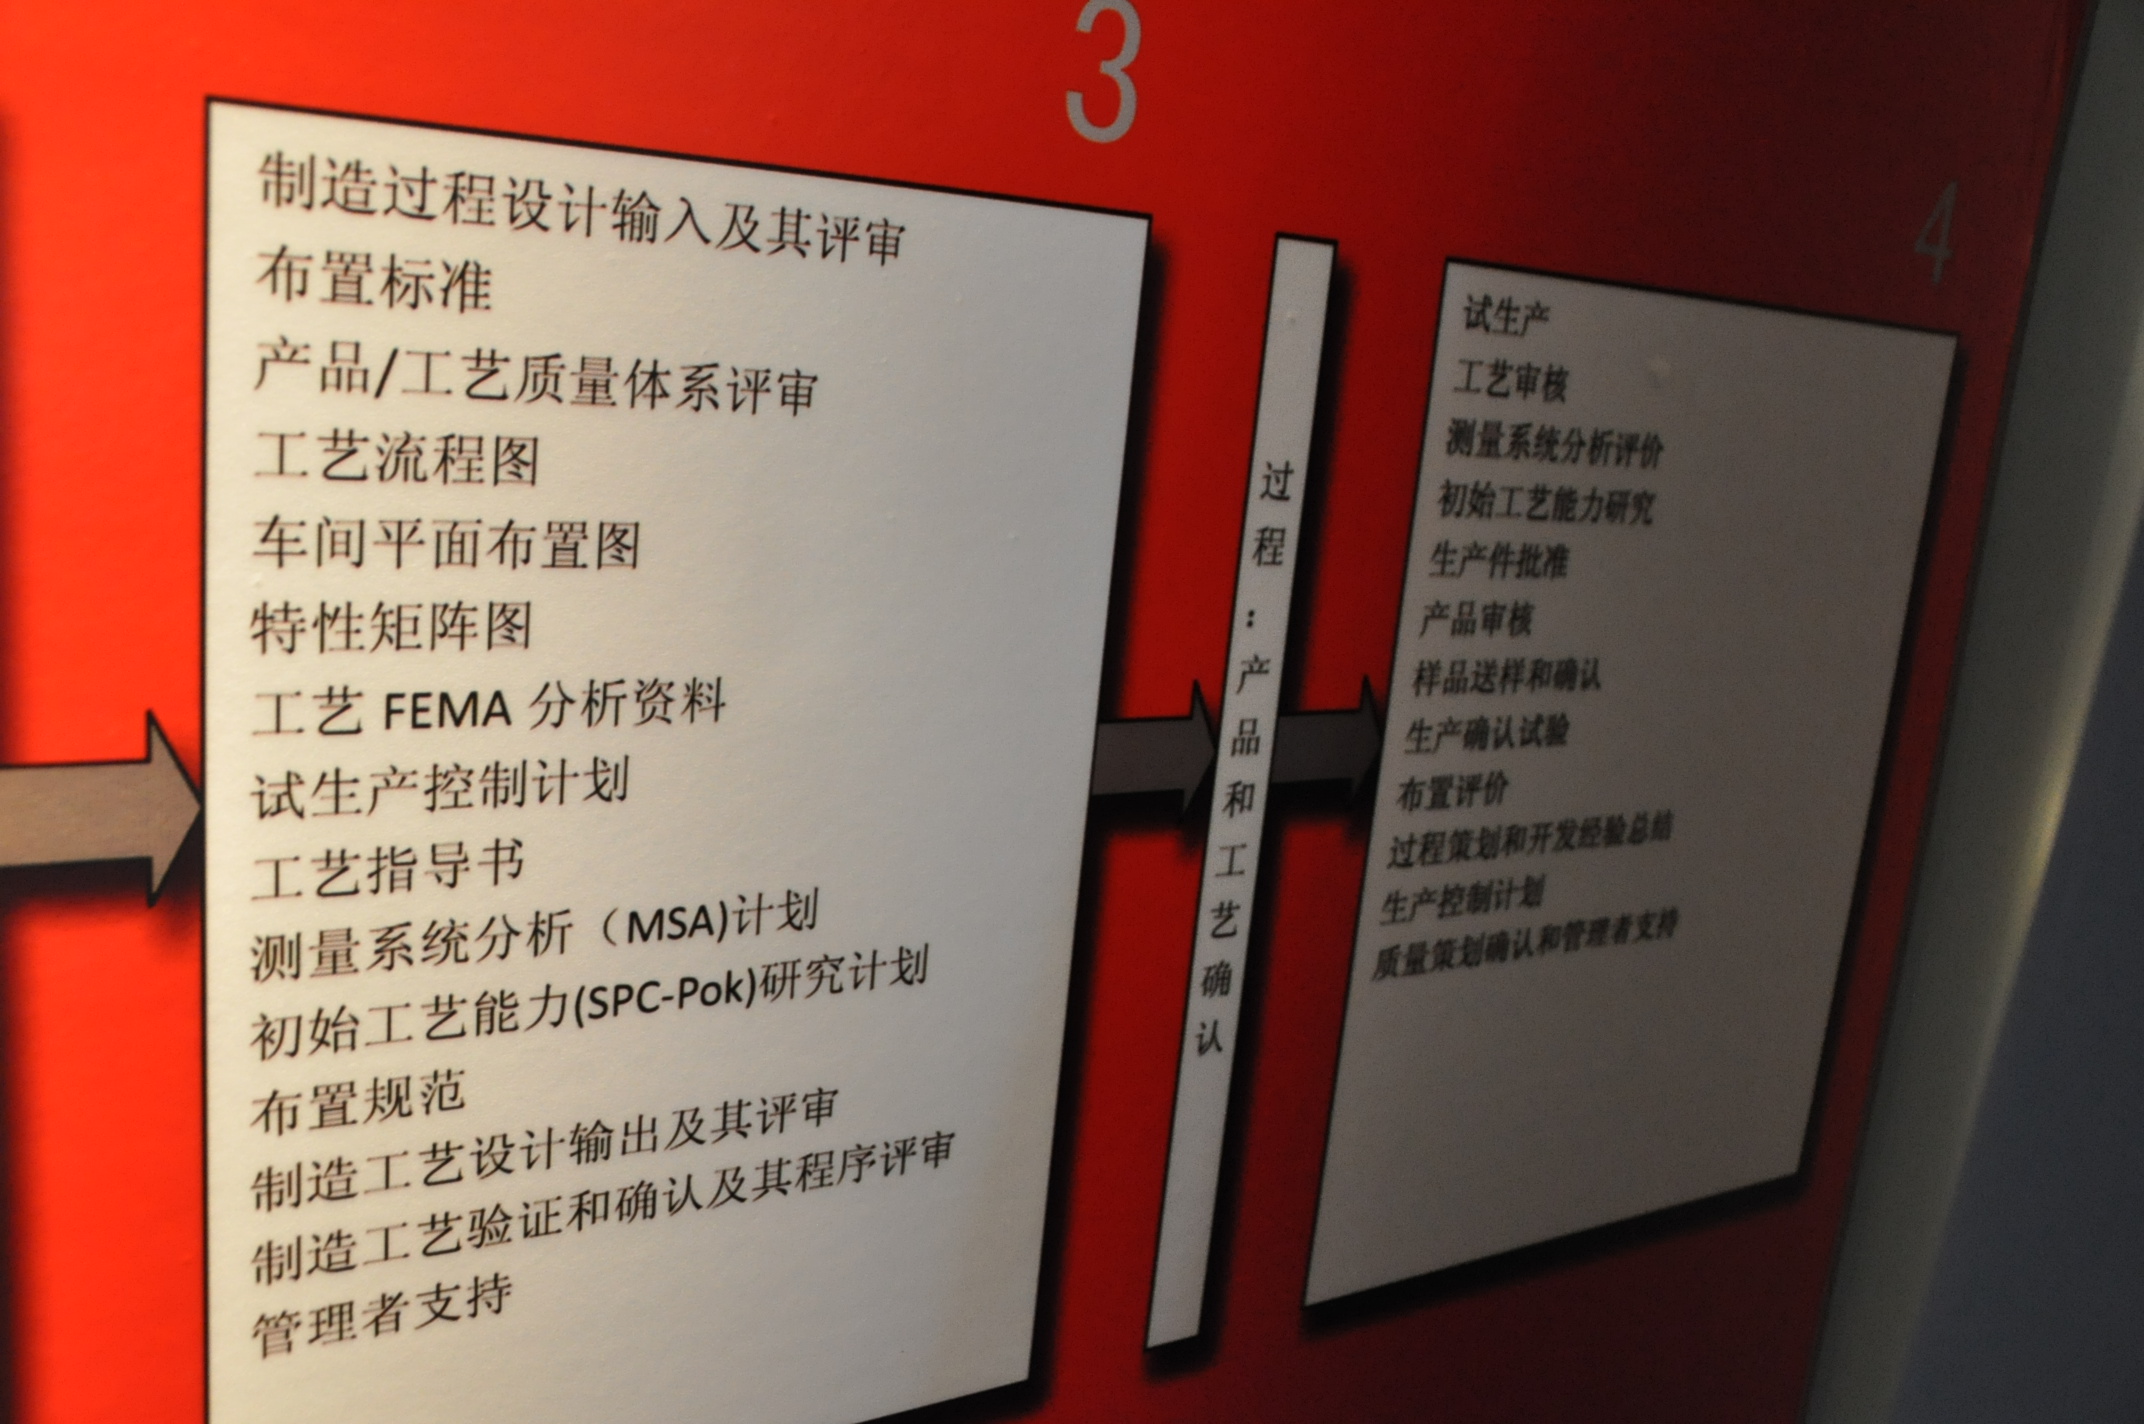 3
制造过程设计输入及其评审
布置标准
产品/工艺质量体系评审
工艺流程图
车间平面布置图
特性矩阵图
工艺 FEMA 分析资料
试生产控制计划
工艺指导书
测量系统分析（MSA)计划
初始工艺能力(SPC-Pok)研究计划
布置规范
制造工艺设计输出及其评审
制造工艺验证和确认及其程序评审
管理者支持
过程：产品和工艺确认
4
试生产
工艺审核
测量系统分析评价
初始工艺能力研究
生产件批准
产品审核
样品送样和确认
生产确认试验
布置评价
过程策划和开发经验总结
生产控制计划
质量策划确认和管理者支持